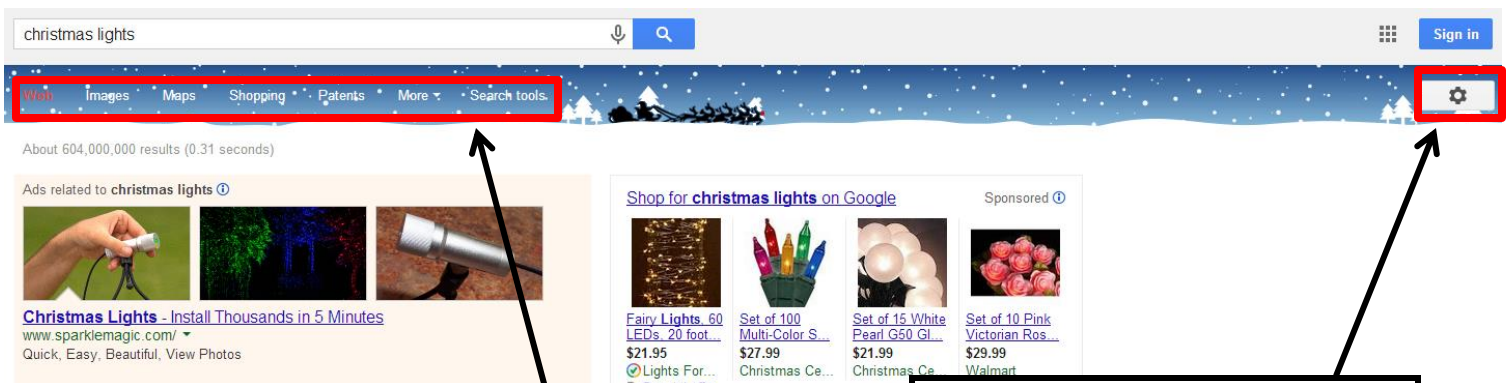 christmas lights
Sign in
Web Images Maps Shopping Patents More Search tools
About 604,000,000 results (0.31 seconds)
Ads related to christmas lights
Christmas Lights - Install Thousands in 5 Minutes
www.sparklemagic.com/
Quick, Easy, Beautiful, View Photos
Shop for christmas lights on Google Sponsored
Fairy Lights, 60
LEDs, 20 foot...
$21.95
Lights For...
Set of 100
Multi-Color S...
$27.99
Christmas Ce...
Set of 15 White
Pearl G50 Gl...
$21.99
Christmas Ce...
Set of 10 Pink
Victorian Ros...
$29.99
Walmart